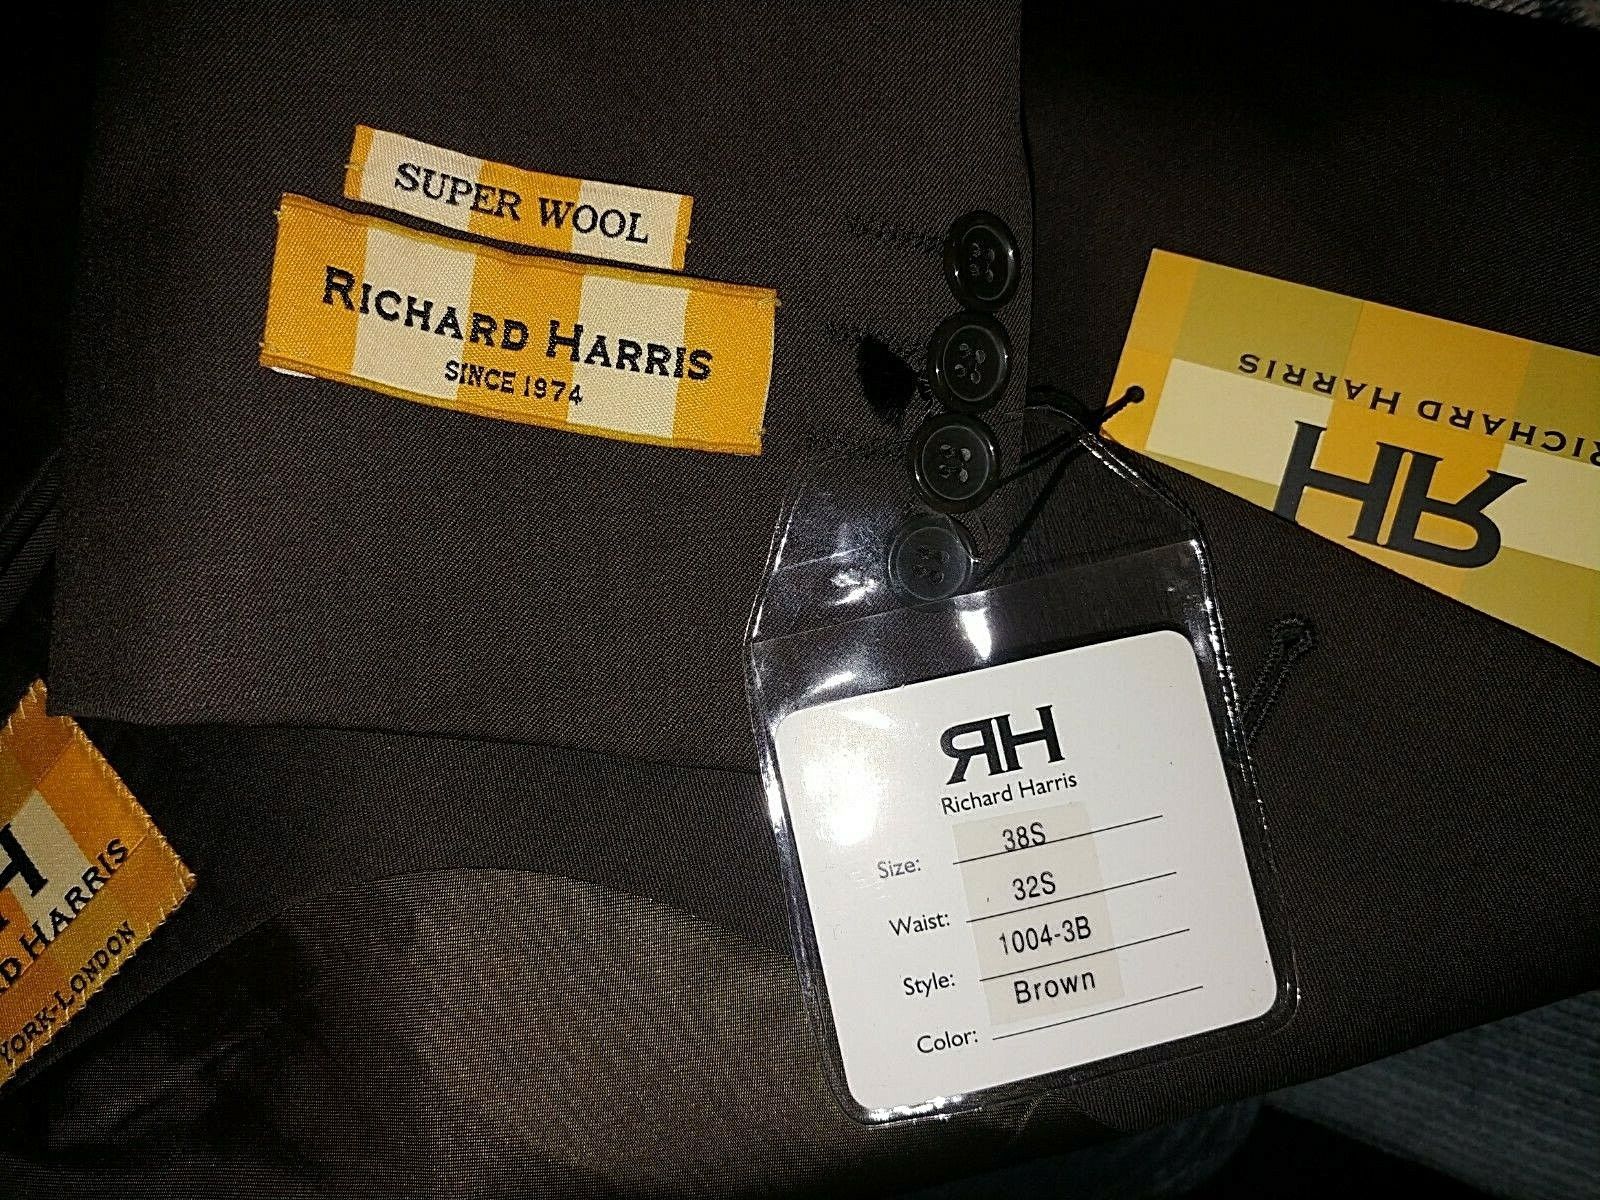 SUPER WOOL
RICHARD HARRIS
SINCE 1974
RICHARD HARRIS
HR
RH
Richard Harris
Size: 38S
Waist: 32S
Style: 1004-3B
Color: Brown
H
HARRIS
YORK-LONDON